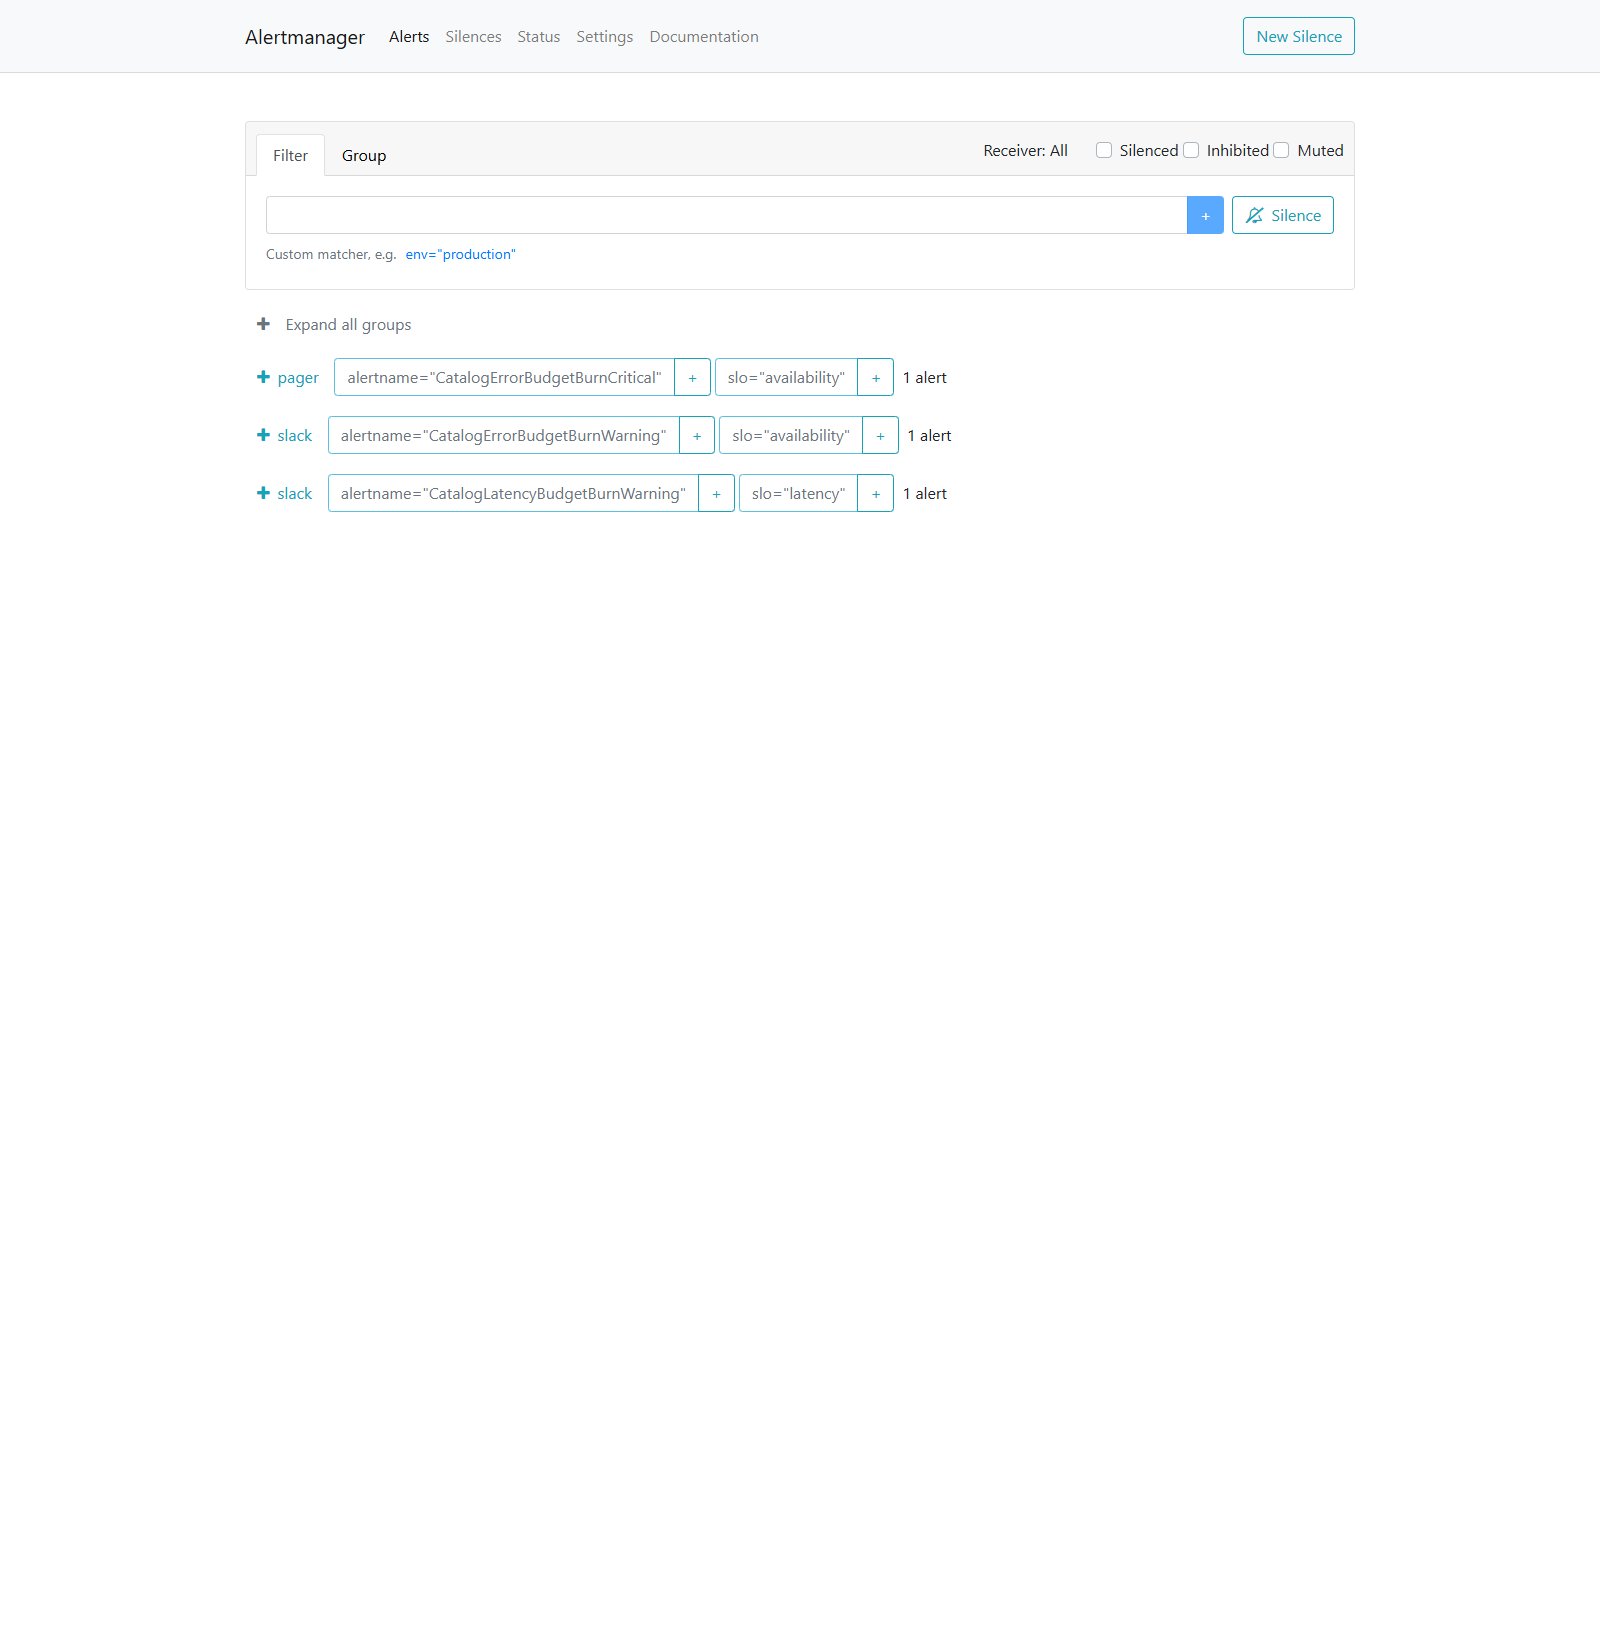 Alertmanager Alerts Silences Status Settings Documentation New Silence
Filter Group Receiver: All Silenced Inhibited Muted
+ Silence
Custom matcher, e.g. env="production"
+ Expand all groups
+ pager alertname="CatalogErrorBudgetBurnCritical" + slo="availability" + 1 alert
+ slack alertname="CatalogErrorBudgetBurnWarning" + slo="availability" + 1 alert
+ slack alertname="CatalogLatencyBudgetBurnWarning" + slo="latency" + 1 alert